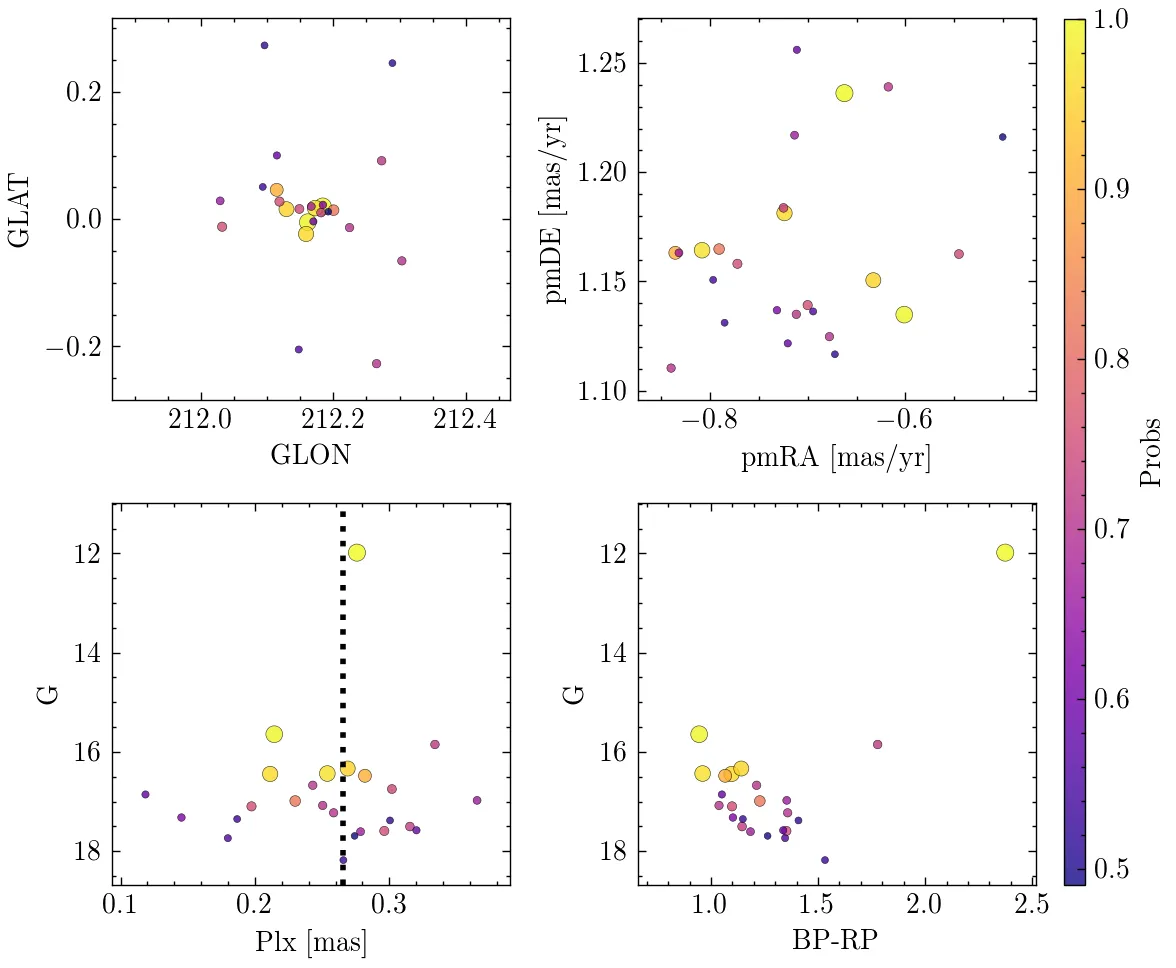 0.2
0.0
−0.2
GLAT
212.0 212.2 212.4
GLON
1.25
1.20
1.15
1.10
pmDE [mas/yr]
−0.8 −0.6
pmRA [mas/yr]
12
14
16
18
G
0.1 0.2 0.3
Plx [mas]
12
14
16
18
G
1.0 1.5 2.0 2.5
BP-RP
1.0
0.9
0.8
0.7
0.6
0.5
Probs